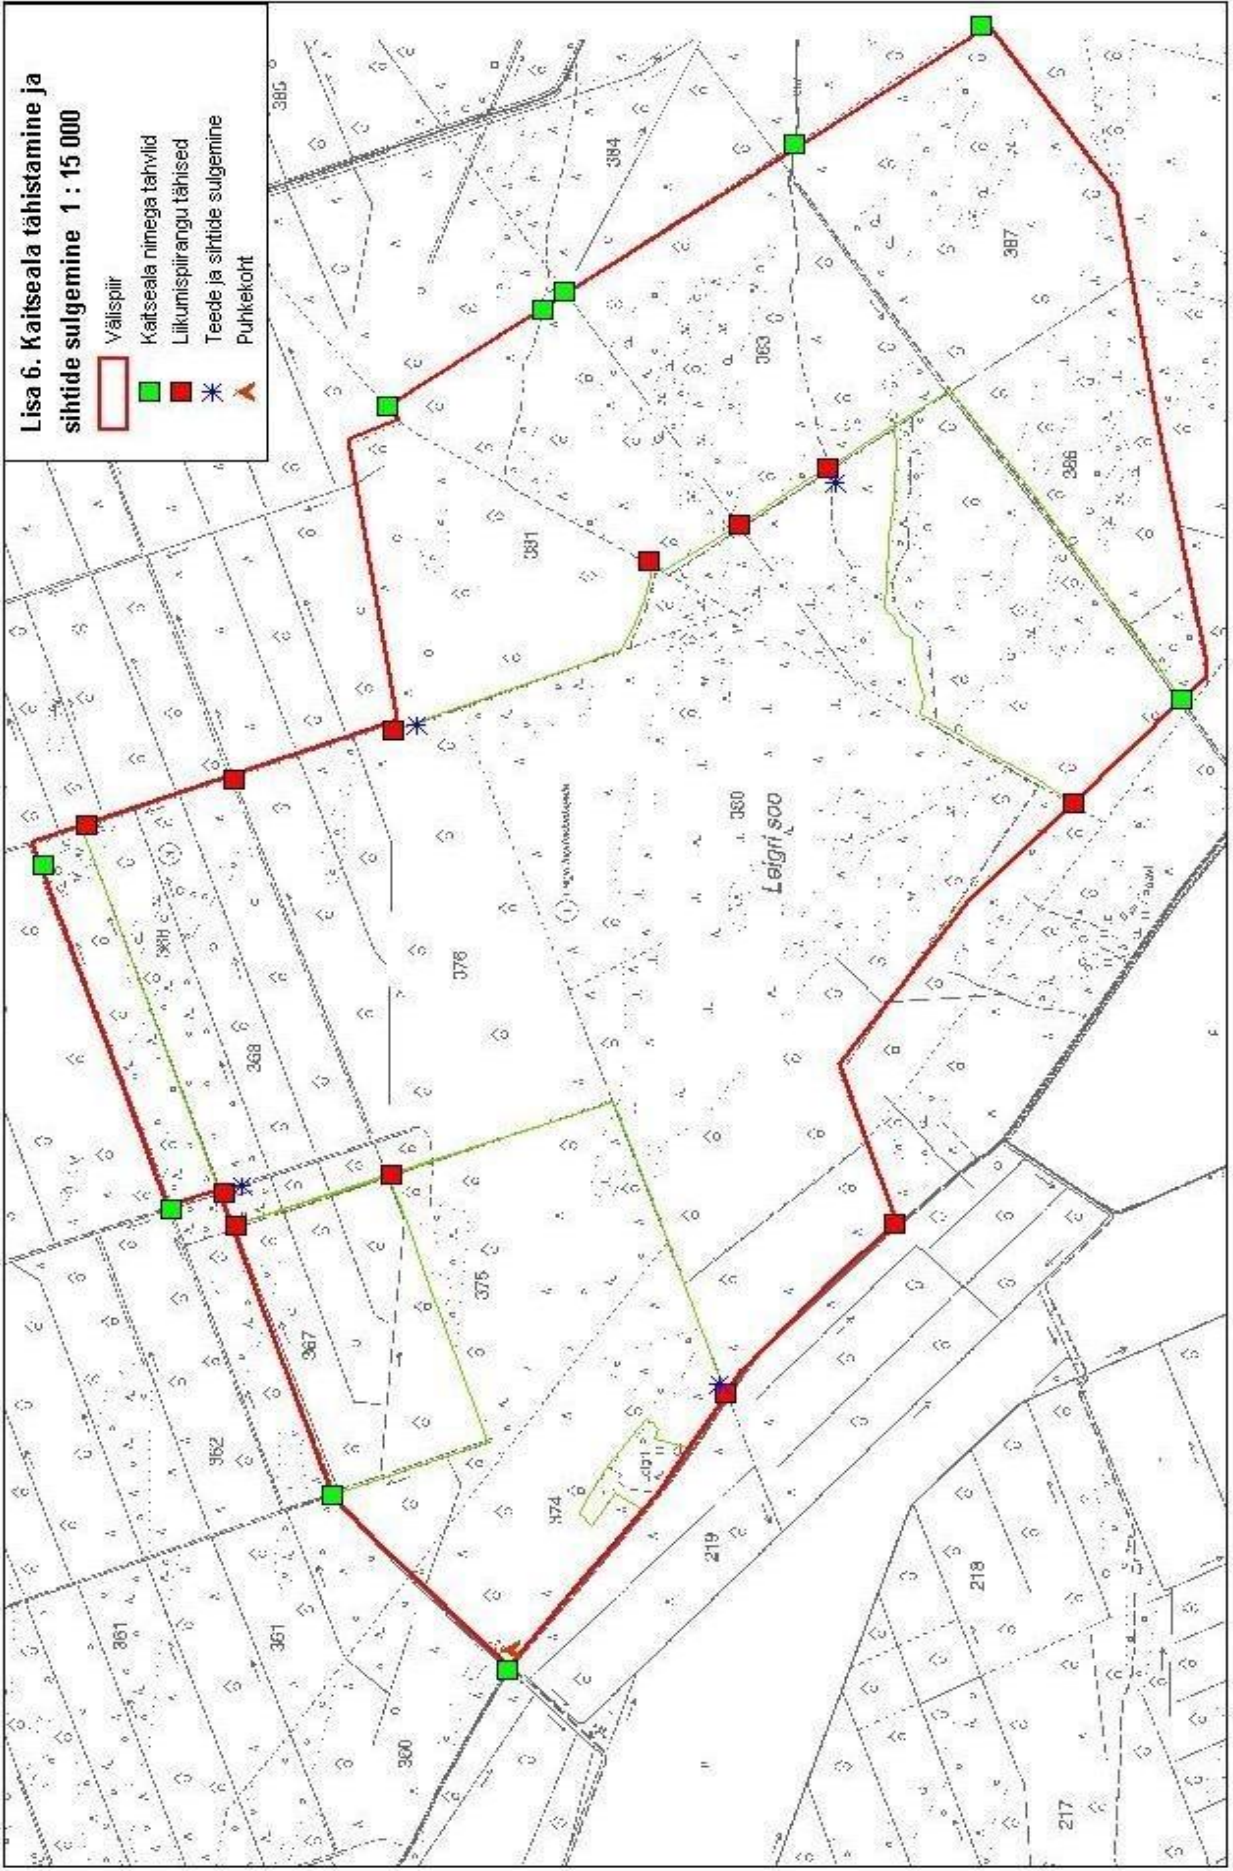 Lisa 6. Kaitseala tähistamine ja
sihtide sulgemine 1 : 15 000
Välispiir
Kaitseala nimega tahvlid
Liikumispiirangu tähised
Teede ja sihtide sulgemine
Puhkekoht
385
384
387
383
386
381
380
Leigri soo
376
368
368
375
367
362
374
361
361
360
219
218
217